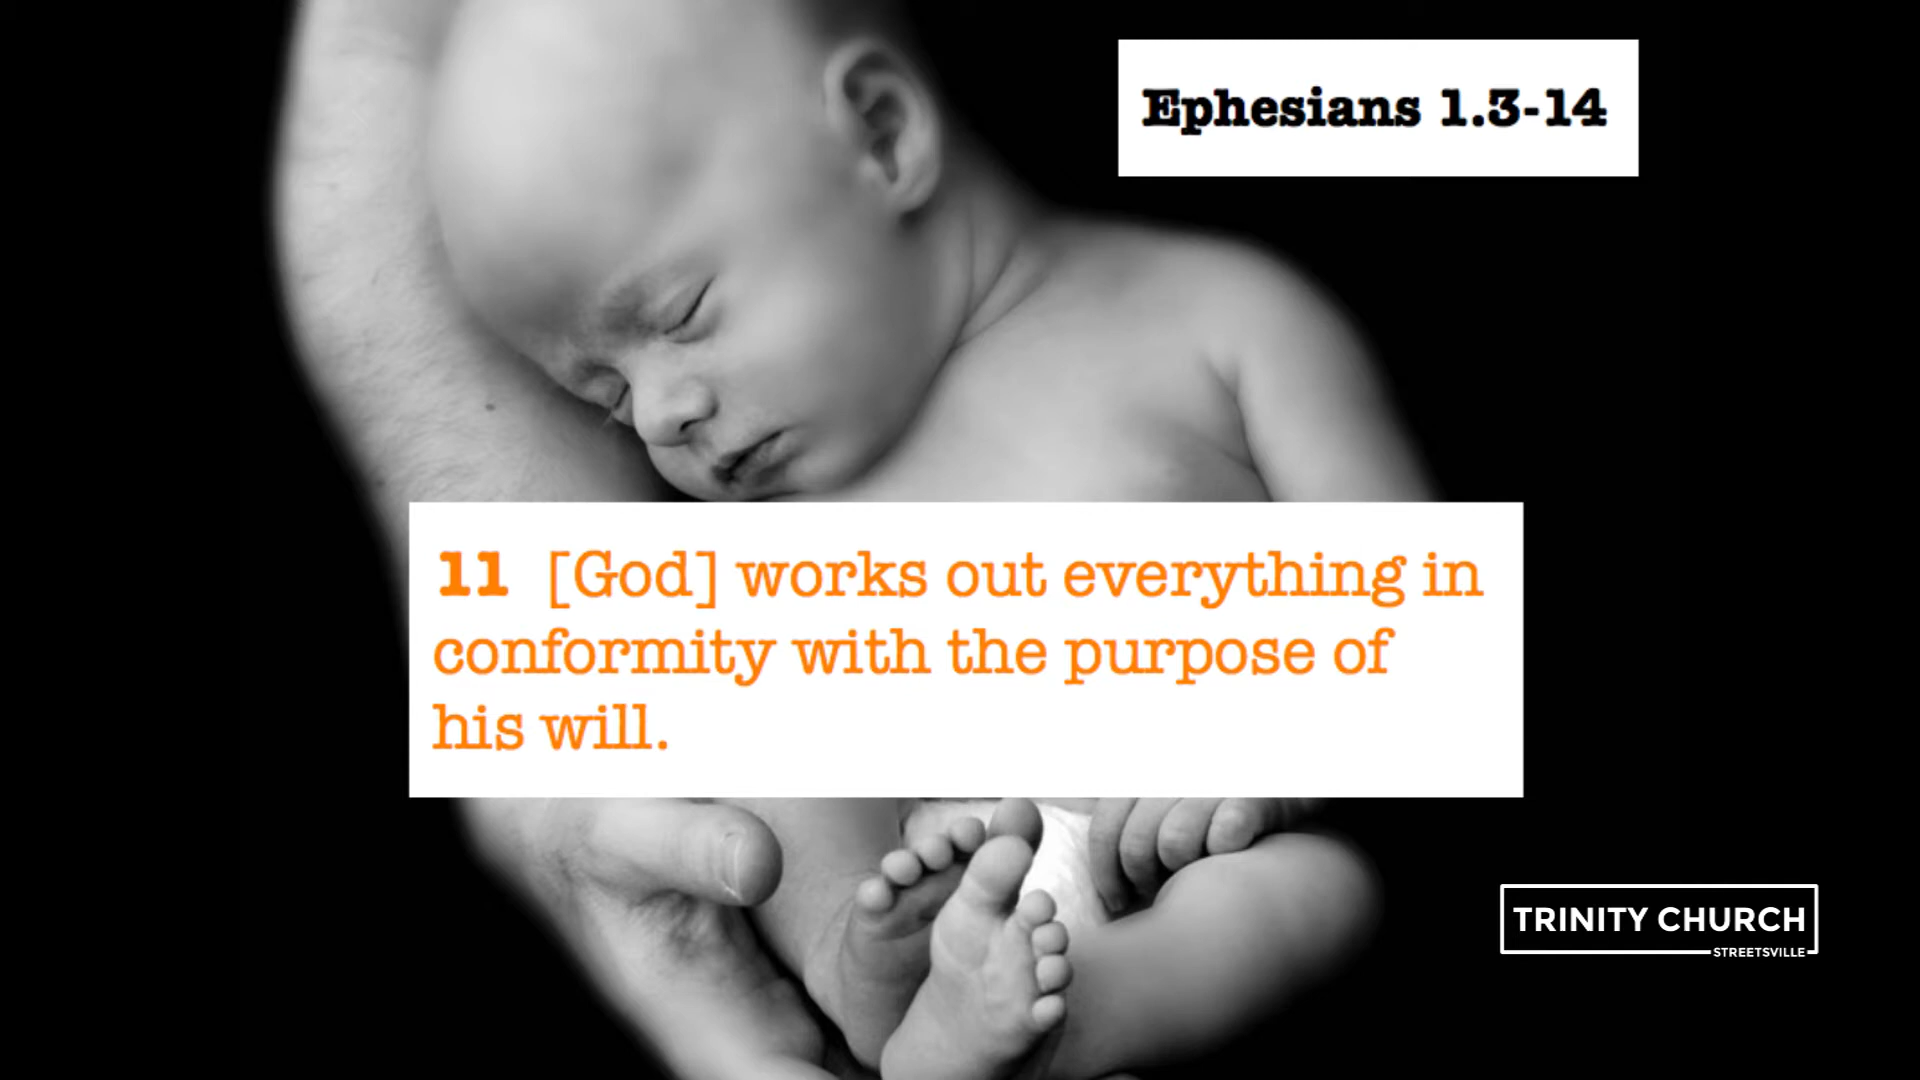 Ephesians 1.3-14
11 [God] works out everything in
conformity with the purpose of
his will.
TRINITY CHURCH
STREETSVILLE